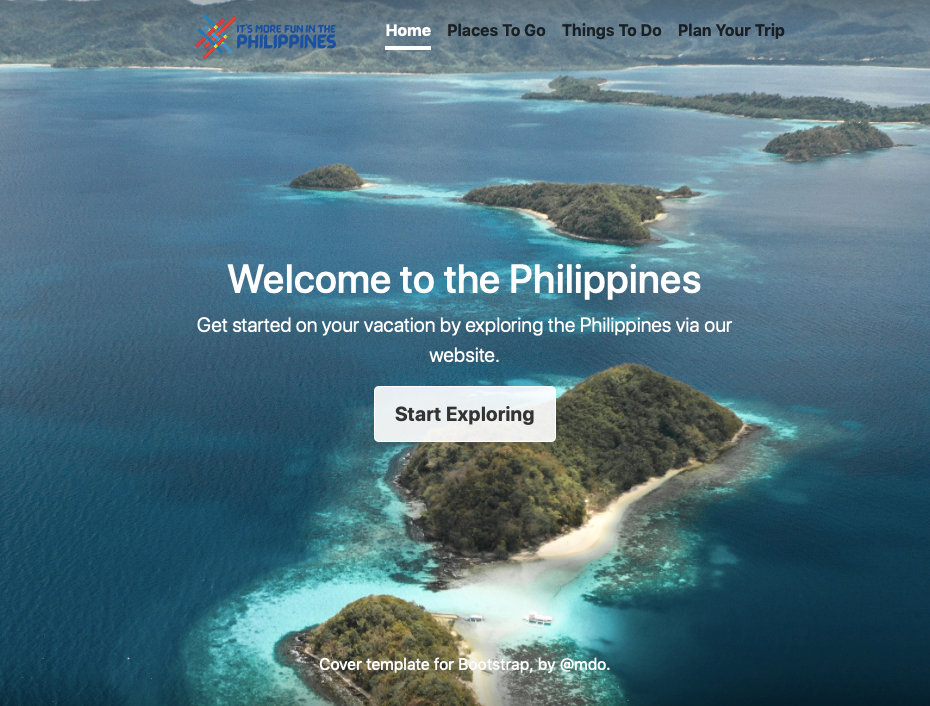 IT'S MORE FUN IN THE
PHILIPPINES
Home Places To Go Things To Do Plan Your Trip
Welcome to the Philippines
Get started on your vacation by exploring the Philippines via our
website.
Start Exploring
Cover template for Bootstrap, by @mdo.